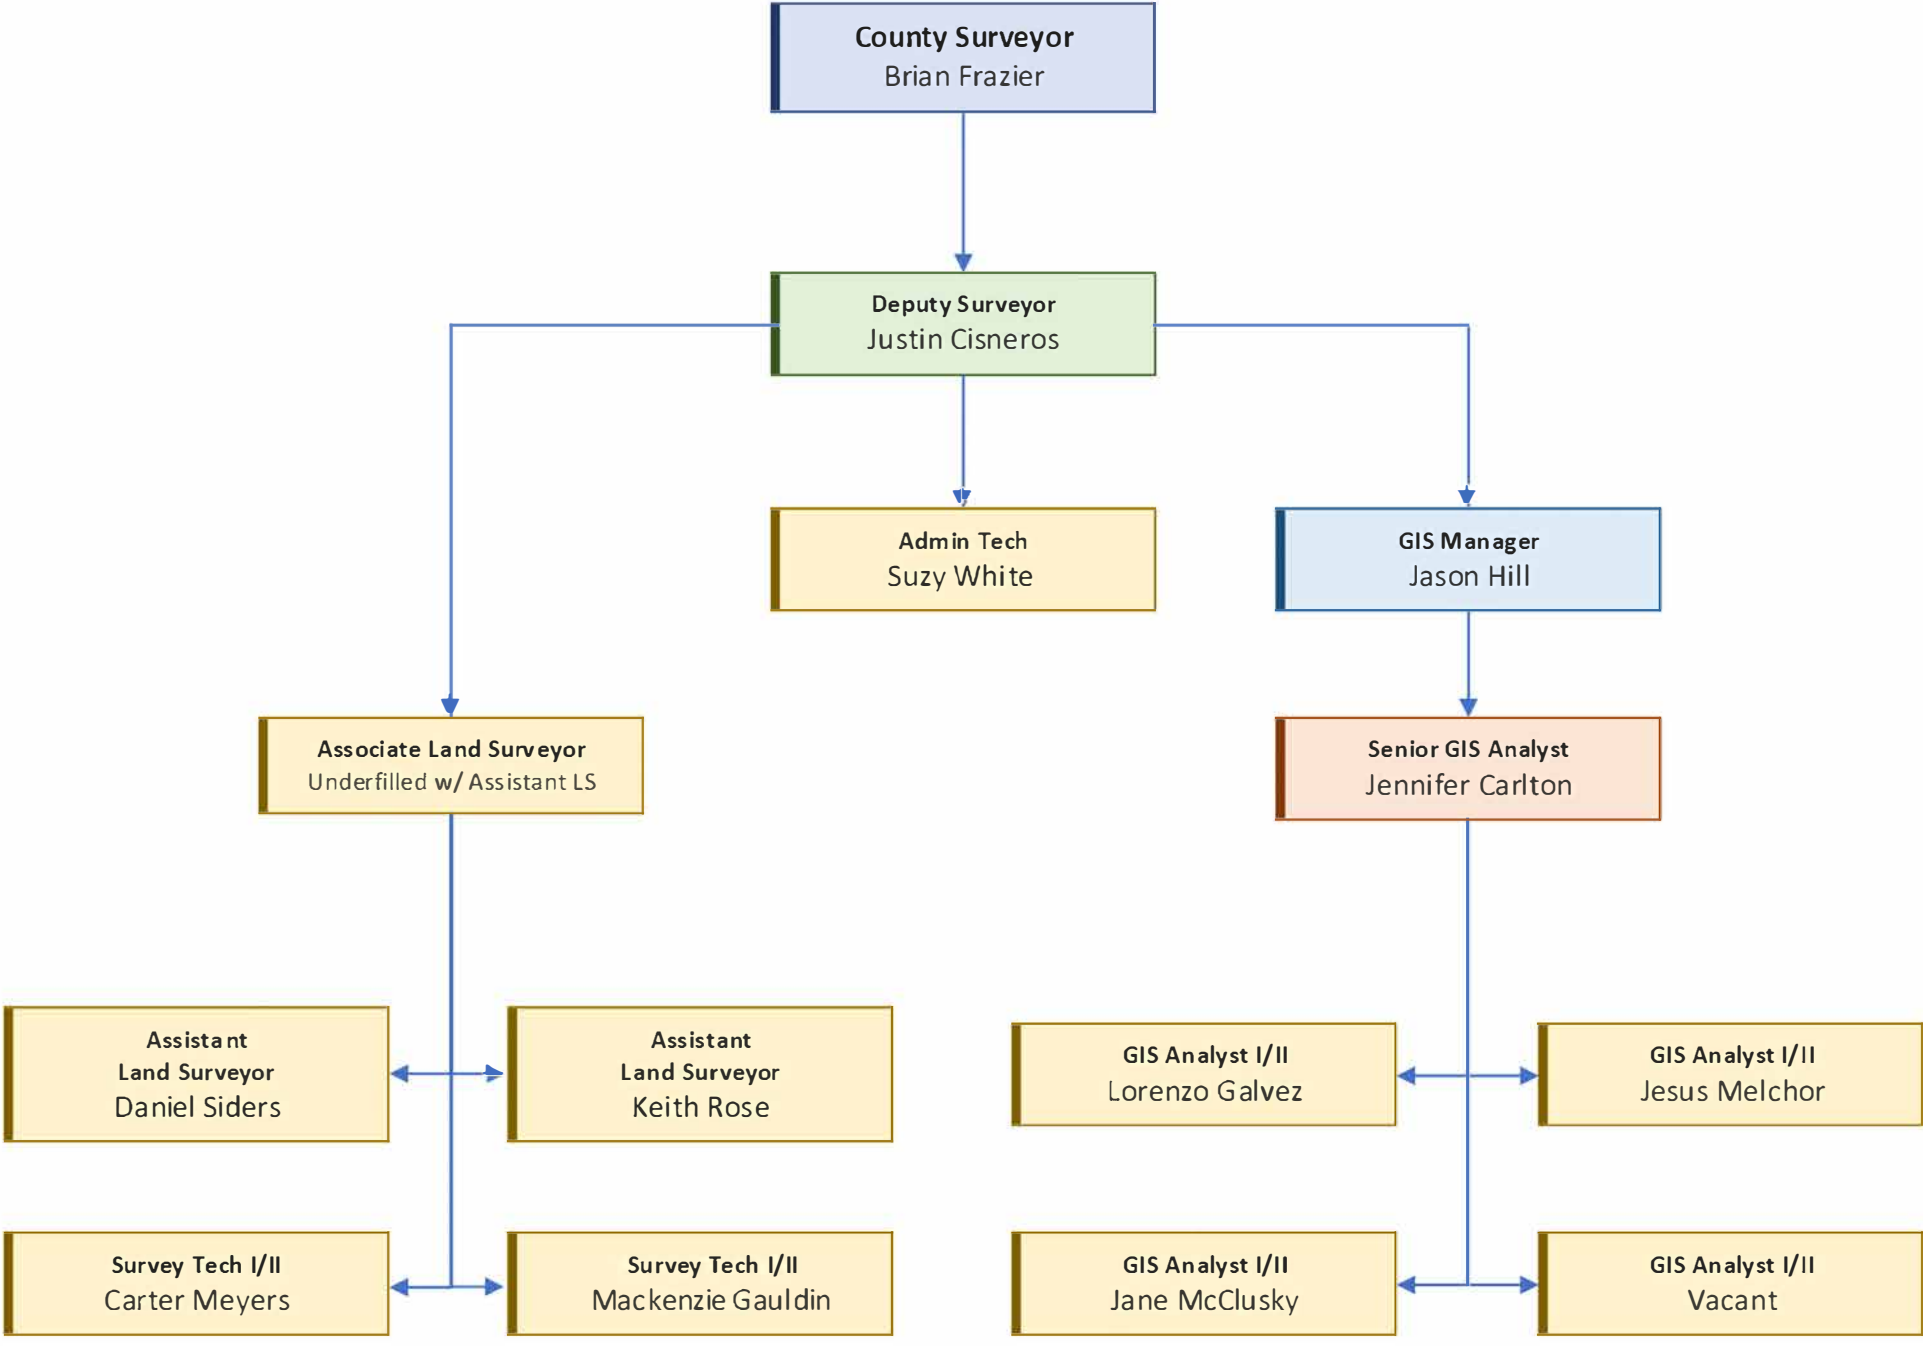 County Surveyor
Brian Frazier
Deputy Surveyor
Justin Cisneros
Admin Tech
Suzy White
GIS Manager
Jason Hill
Associate Land Surveyor
Underfilled w/ Assistant LS
Senior GIS Analyst
Jennifer Carlton
Assistant
Land Surveyor
Daniel Siders
Assistant
Land Surveyor
Keith Rose
GIS Analyst I/II
Lorenzo Galvez
GIS Analyst I/II
Jesus Melchor
Survey Tech I/II
Carter Meyers
Survey Tech I/II
Mackenzie Gauldin
GIS Analyst I/II
Jane McClusky
GIS Analyst I/II
Vacant